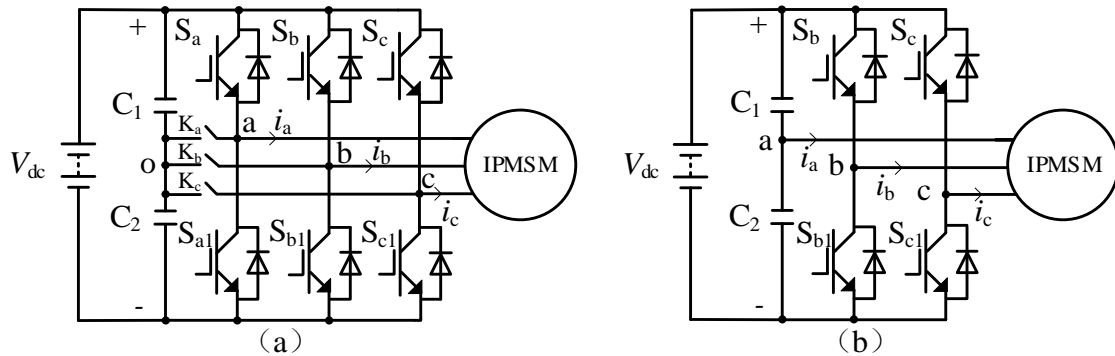 +
S_a
S_b
S_c
C_1
K_a
a
i_a
K_b
o
b
i_b
K_c
c
V_dc
IPMSM
C_2
S_a1
S_b1
S_c1
-
（a）
+
S_b
S_c
C_1
a
i_a
V_dc
b
i_b
IPMSM
c
i_c
C_2
S_b1
S_c1
-
（b）